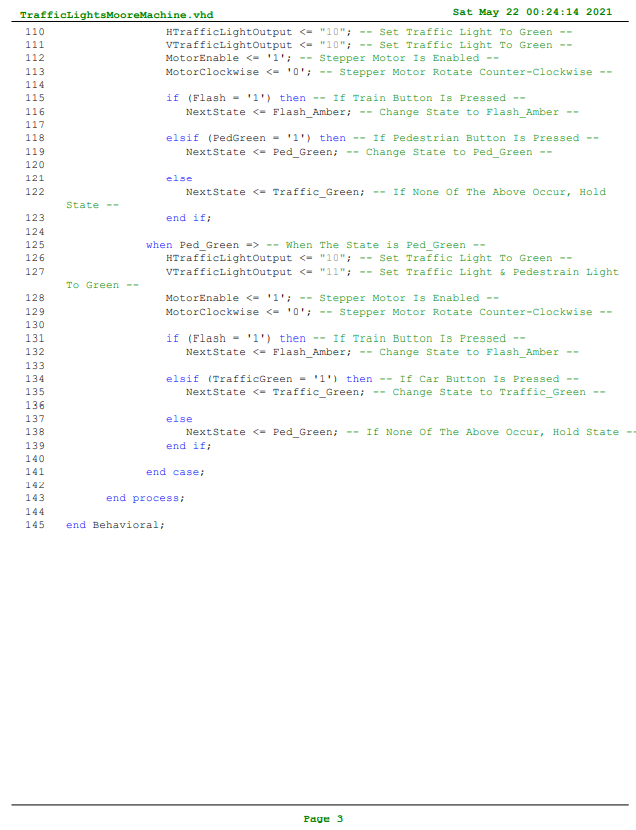 TrafficLightsMooreMachine.vhd Sat May 22 00:24:14 2021
110 HTrafficLightOutput <= "10"; -- Set Traffic Light To Green --
111 VTrafficLightOutput <= "10"; -- Set Traffic Light To Green --
112 MotorEnable <= '1'; -- Stepper Motor Is Enabled --
113 MotorClockwise <= '0'; -- Stepper Motor Rotate Counter-Clockwise --
114
115 if (Flash = '1') then -- If Train Button Is Pressed --
116 NextState <= Flash_Amber; -- Change State to Flash_Amber --
117
118 elsif (PedGreen = '1') then -- If Pedestrian Button Is Pressed --
119 NextState <= Ped_Green; -- Change State to Ped_Green --
120
121 else
122 NextState <= Traffic_Green; -- If None Of The Above Occur, Hold
State --
123 end if;
124
125 when Ped_Green => -- When The State is Ped_Green --
126 HTrafficLightOutput <= "10"; -- Set Traffic Light To Green --
127 VTrafficLightOutput <= "11"; -- Set Traffic Light & Pedestrain Light
To Green --
128 MotorEnable <= '1'; -- Stepper Motor Is Enabled --
129 MotorClockwise <= '0'; -- Stepper Motor Rotate Counter-Clockwise --
130
131 if (Flash = '1') then -- If Train Button Is Pressed --
132 NextState <= Flash_Amber; -- Change State to Flash_Amber --
133
134 elsif (TrafficGreen = '1') then -- If Car Button Is Pressed --
135 NextState <= Traffic_Green; -- Change State to Traffic_Green --
136
137 else
138 NextState <= Ped_Green; -- If None Of The Above Occur, Hold State --
139 end if;
140
141 end case;
142
143 end process;
144
145 end Behavioral;
Page 3